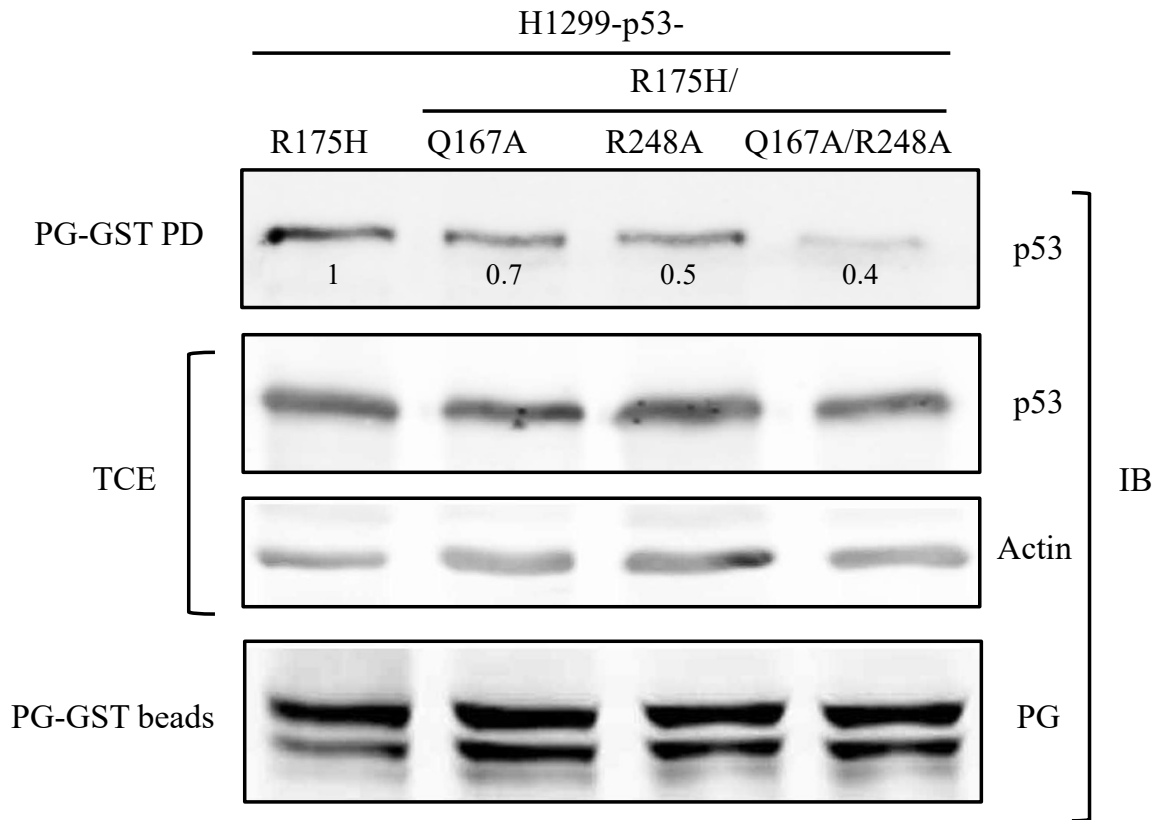 H1299-p53-
R175H/
R175H Q167A R248A Q167A/R248A
PG-GST PD p53
1 0.7 0.5 0.4
p53
TCE IB
Actin
PG-GST beads PG